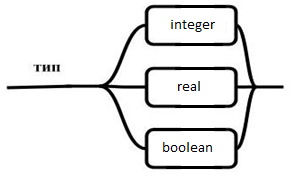 integer
тип
real
boolean